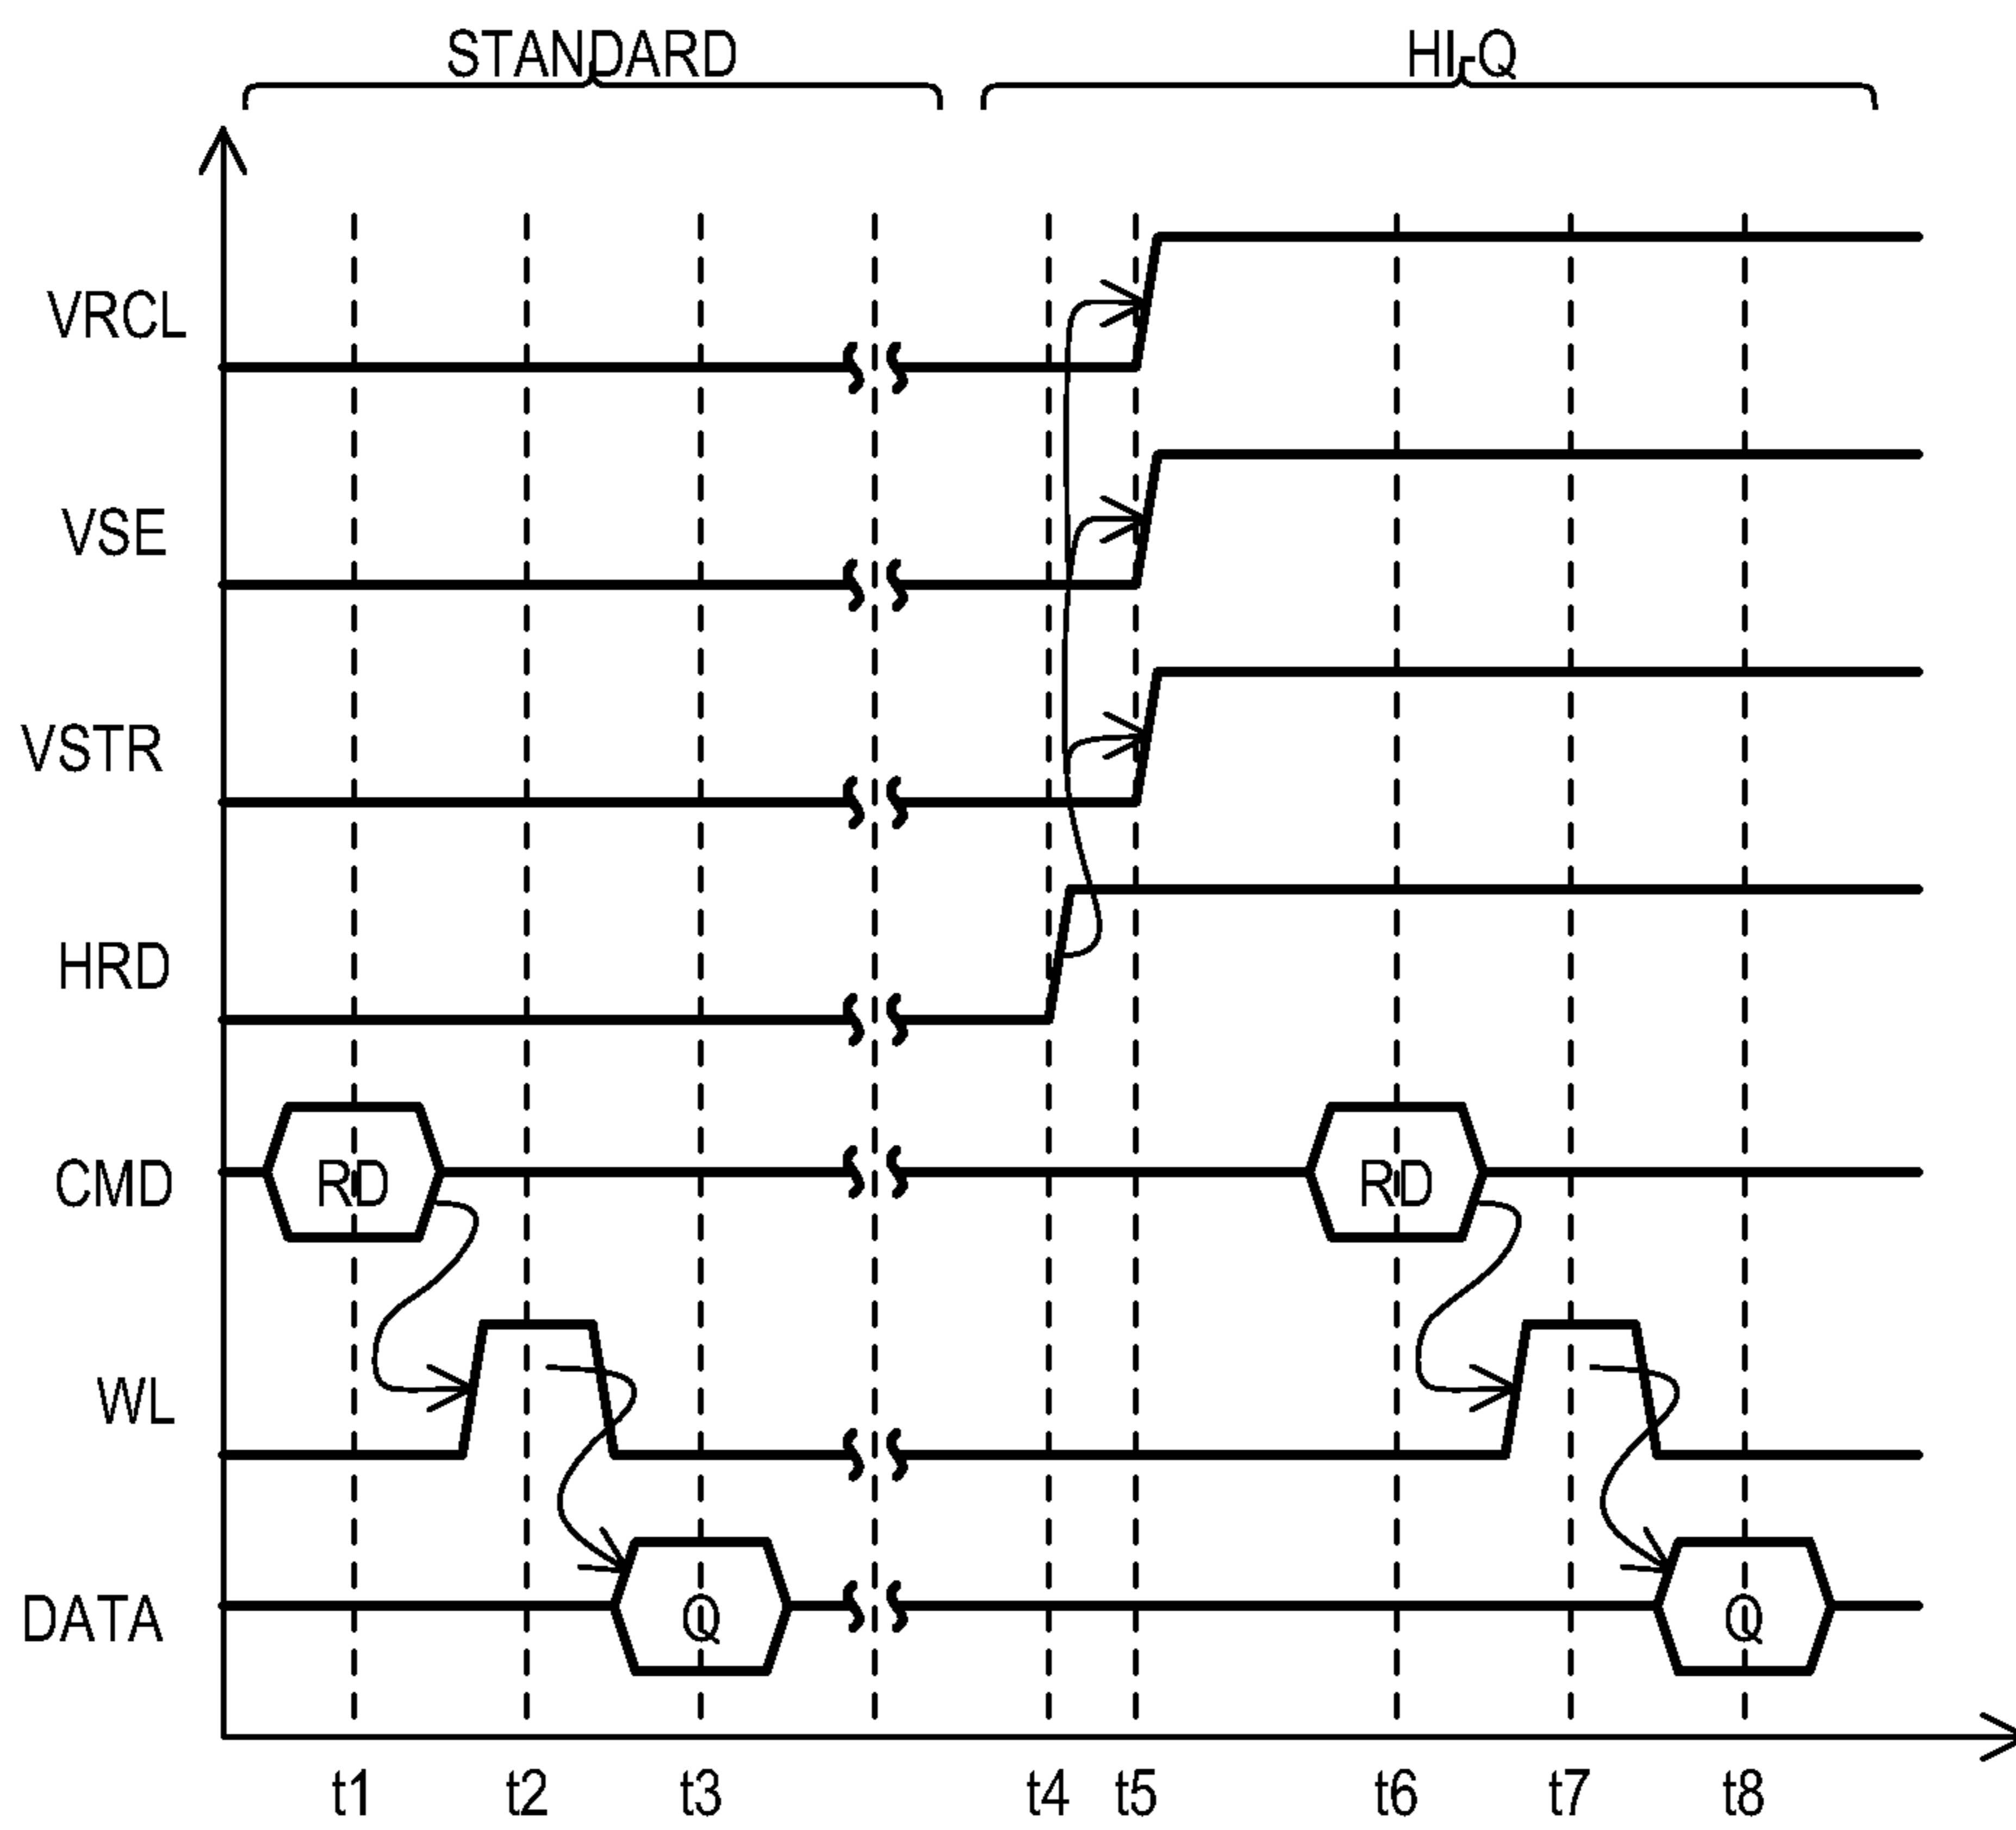 STANDARD HI-Q
VRCL
VSE
VSTR
HRD
CMD RD RD
WL
DATA Q Q
t1 t2 t3 t4 t5 t6 t7 t8